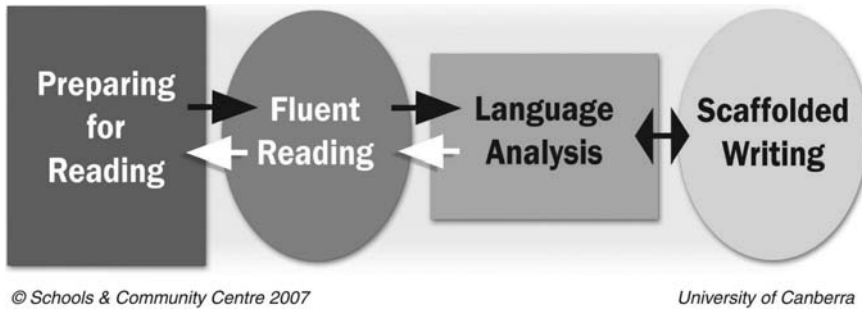 Preparing
for
Reading
Fluent
Reading
Language
Analysis
Scaffolded
Writing
© Schools & Community Centre 2007
University of Canberra